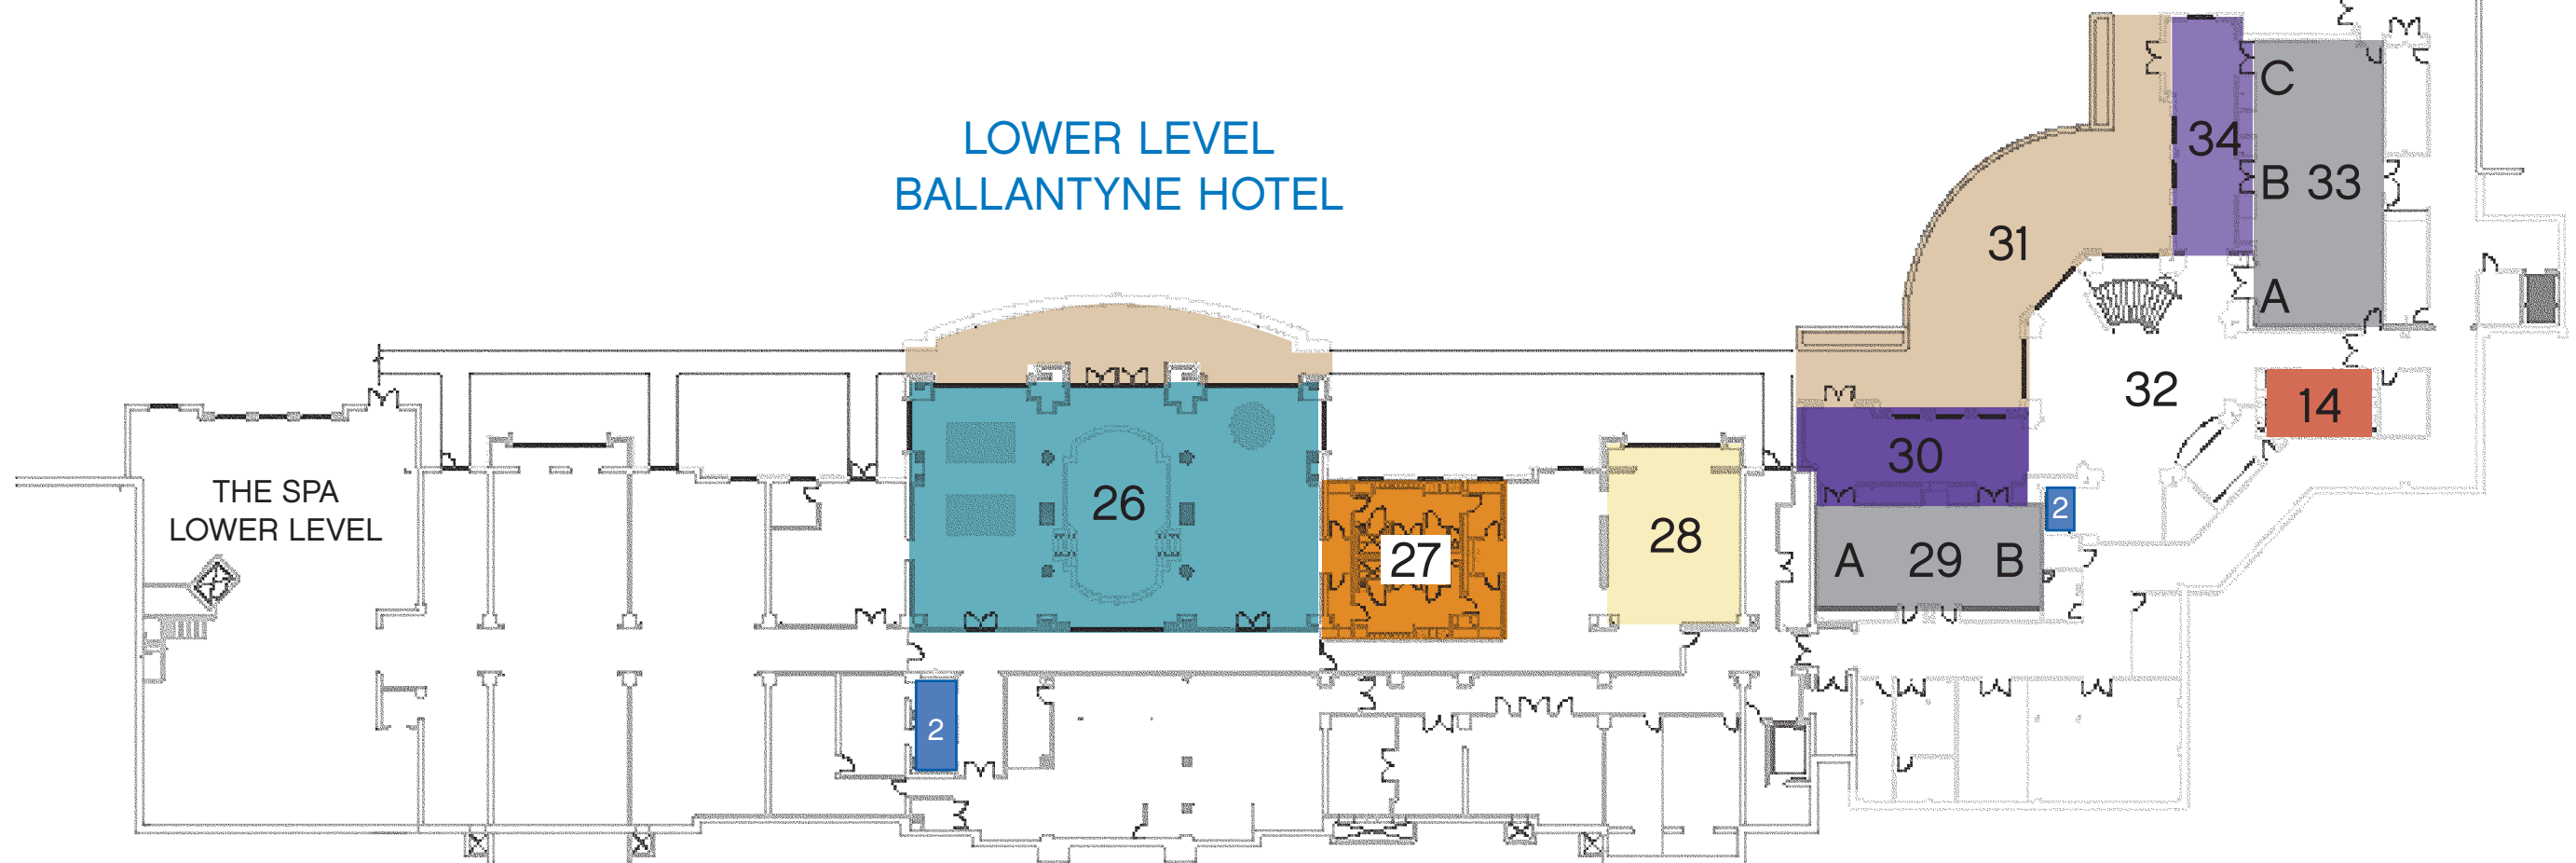 LOWER LEVEL
BALLANTYNE HOTEL
C
34
B 33
31
A
32
14
30
THE SPA
LOWER LEVEL
26
27
28
2
A 29 B
2